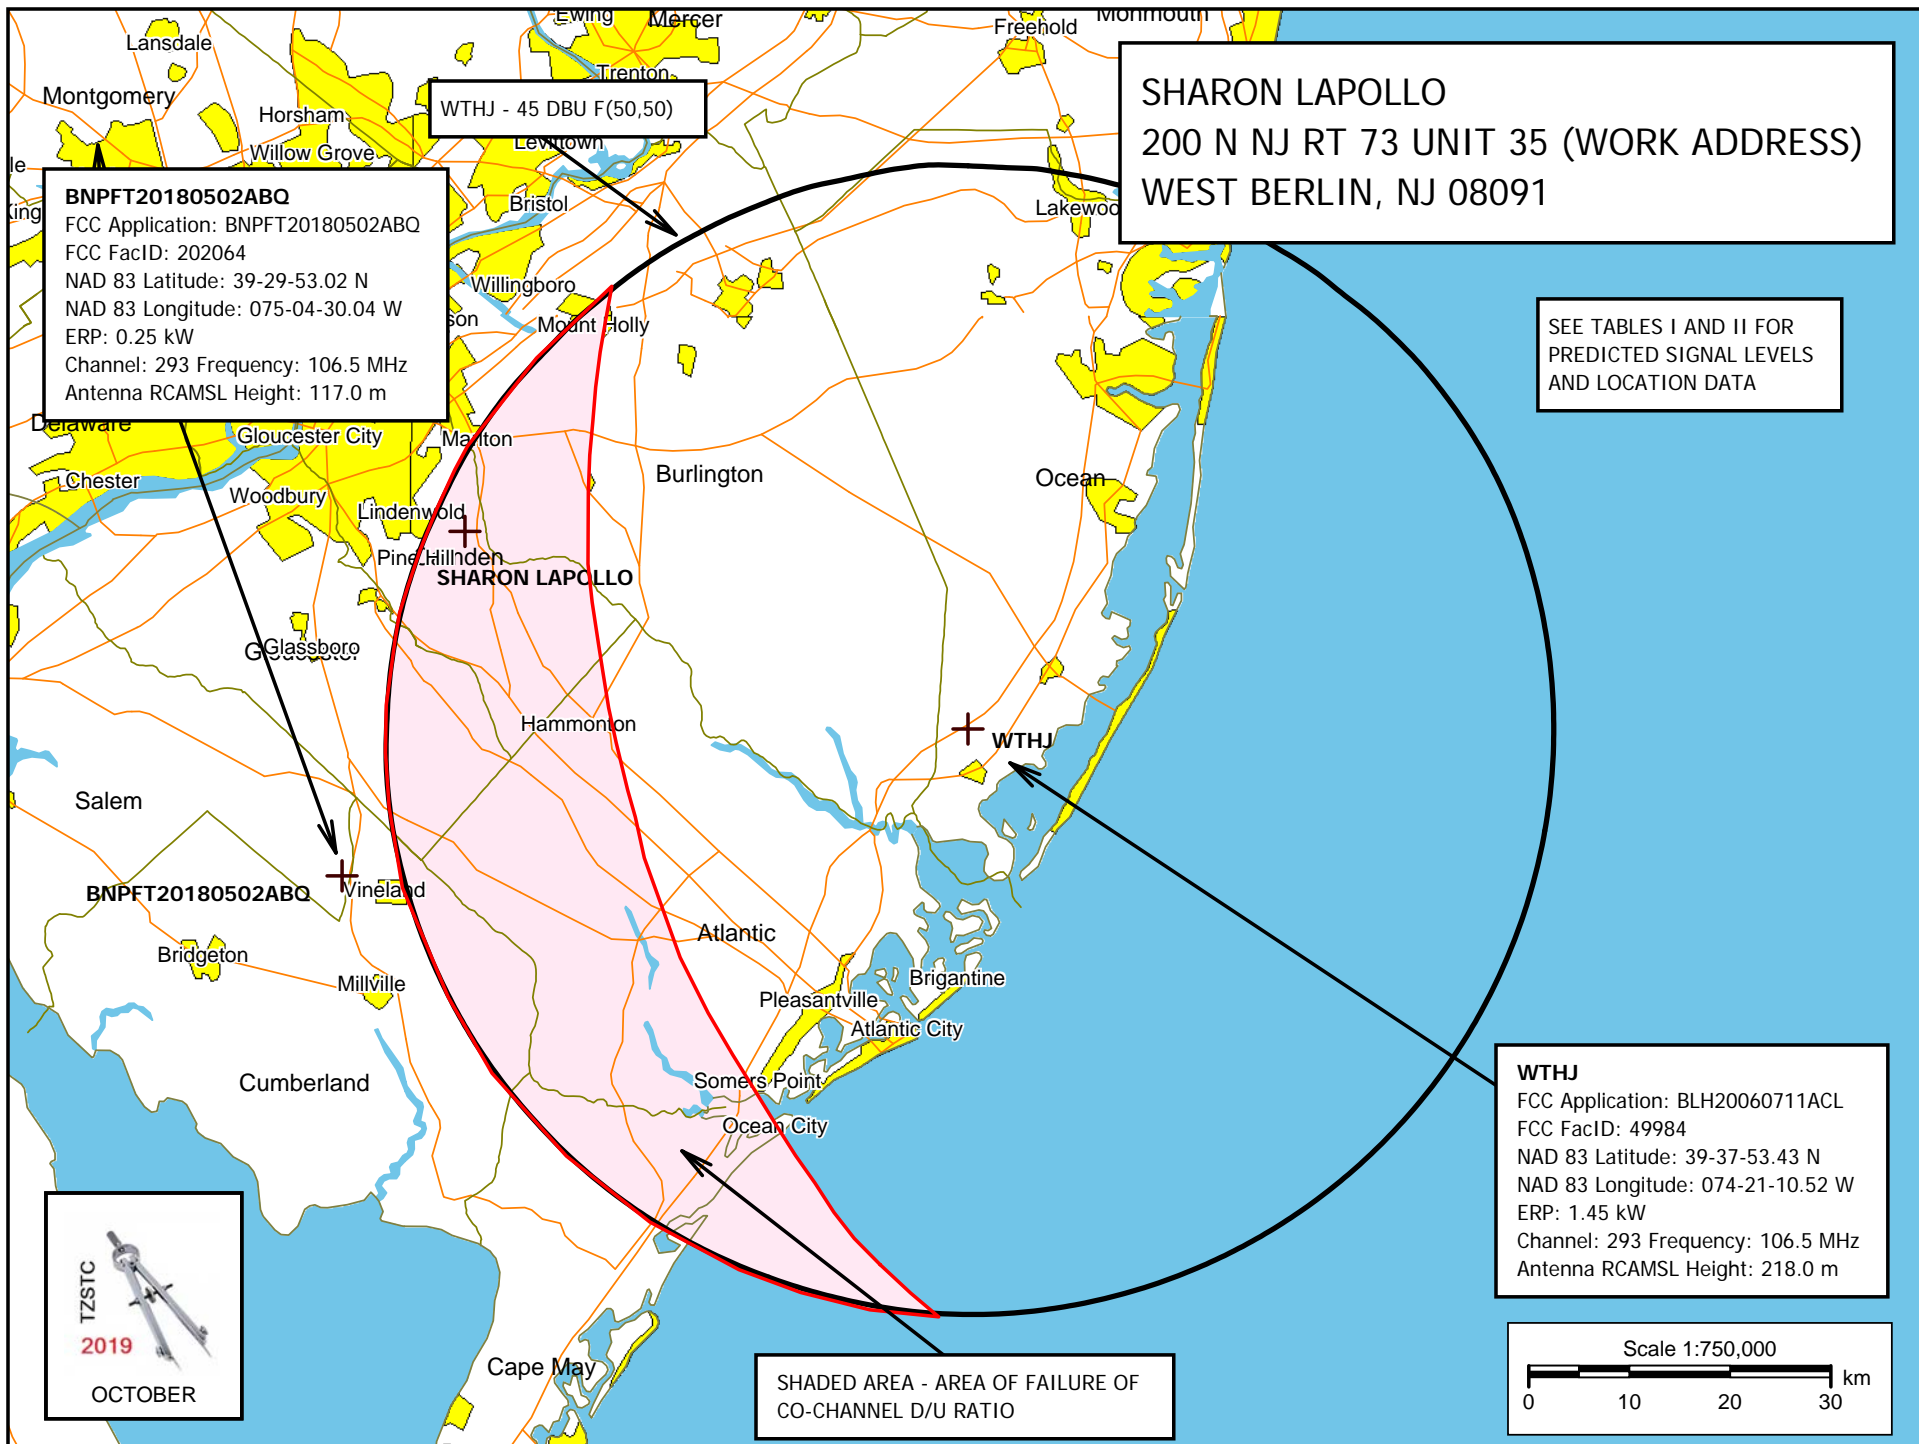 Ewing
Mercer
Monmouth
Lansdale
Freehold
Trenton
Montgomery
Horsham
WTHJ - 45 DBU F(50,50)
Willow Grove
Levittown
SHARON LAPOLLO
200 N NJ RT 73 UNIT 35 (WORK ADDRESS)
WEST BERLIN, NJ 08091
le
King
Bristol
BNPFT20180502ABQ
FCC Application: BNPFT20180502ABQ
FCC FacID: 202064
NAD 83 Latitude: 39-29-53.02 N
NAD 83 Longitude: 075-04-30.04 W
ERP: 0.25 kW
Channel: 293 Frequency: 106.5 MHz
Antenna RCAMSL Height: 117.0 m
Lakewoo
Willingboro
son
Mount Holly
SEE TABLES I AND II FOR
PREDICTED SIGNAL LEVELS
AND LOCATION DATA
Delaware
Gloucester City
Marlton
Chester
Woodbury
Burlington
Ocean
Lindenwold
Pine Hill
mden
SHARON LAPOLLO
Gloucester
Glassboro
Hammonton
WTHJ
Salem
BNPFT20180502ABQ
Vineland
Bridgeton
Millville
Atlantic
Brigantine
Pleasantville
Atlantic City
Cumberland
Somers Point
Ocean City
WTHJ
FCC Application: BLH20060711ACL
FCC FacID: 49984
NAD 83 Latitude: 39-37-53.43 N
NAD 83 Longitude: 074-21-10.52 W
ERP: 1.45 kW
Channel: 293 Frequency: 106.5 MHz
Antenna RCAMSL Height: 218.0 m
TZSTC
2019
OCTOBER
Cape May
SHADED AREA - AREA OF FAILURE OF
CO-CHANNEL D/U RATIO
Scale 1:750,000
km
0 10 20 30